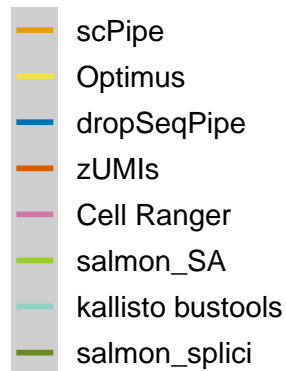 scPipe
Optimus
dropSeqPipe
zUMIs
Cell Ranger
salmon_SA
kallisto bustools
salmon_splici